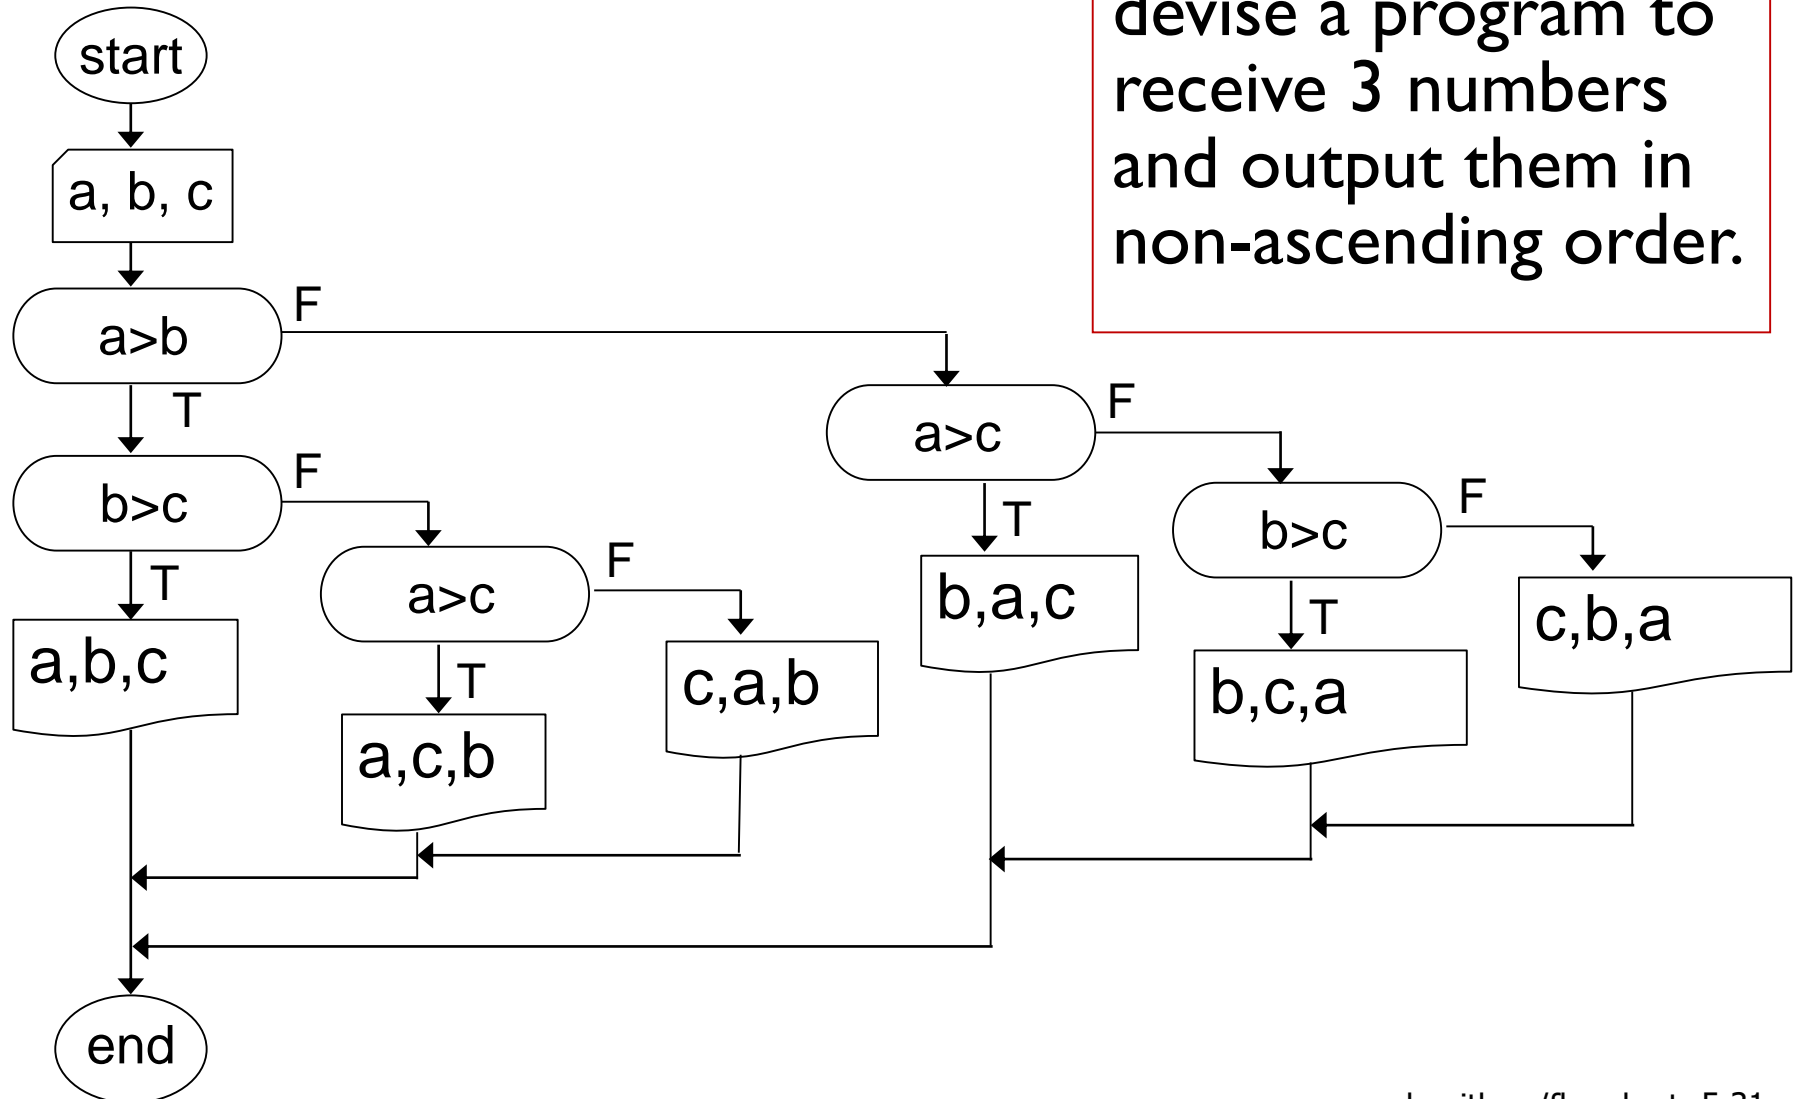 devise a program to
receive 3 numbers
and output them in
non-ascending order.
start
a, b, c
a>b
F
T
a>c
F
b>c
F
T
a>c
F
T
b>c
F
T
a,b,c
T
a,c,b
c,a,b
b,a,c
T
b,c,a
c,b,a
end